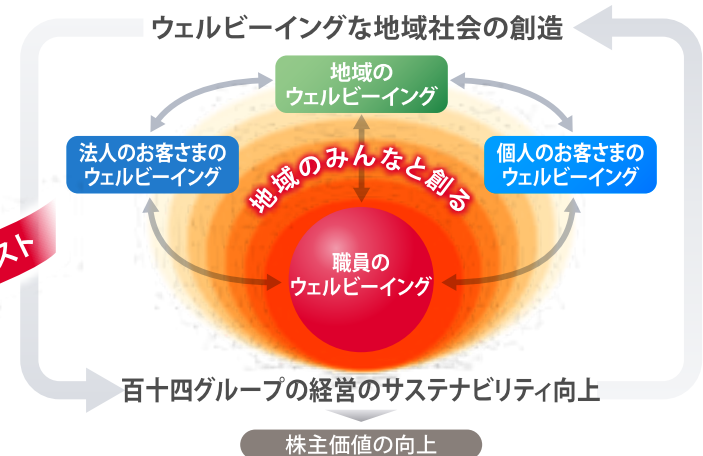 ウェルビーイングな地域社会の創造
地域の
ウェルビーイング
法人のお客さまの
ウェルビーイング
個人のお客さまの
ウェルビーイング
地域のみんなと創る
スト
職員の
ウェルビーイング
百十四グループの経営のサステナビリティ向上
株主価値の向上